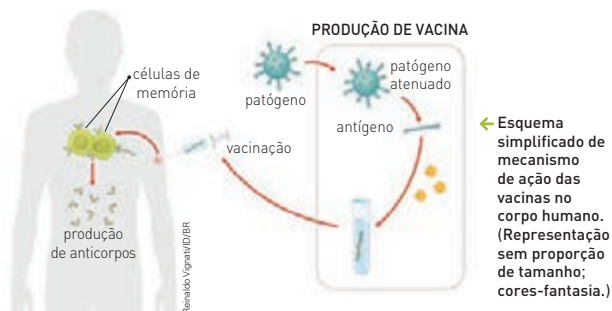 PRODUÇÃO DE VACINA
células de
memória
patógeno
patógeno
atenuado
antígeno
vacinação
produção
de anticorpos
Reinaldo Vignati/ID/BR
Esquema
simplificado de
mecanismo
de ação das
vacinas no
corpo humano.
(Representação
sem proporção
de tamanho;
cores-fantasia.)